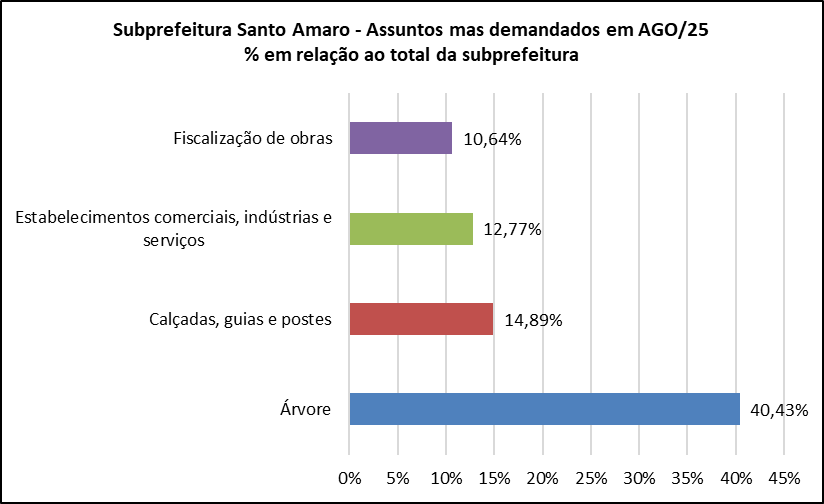 Subprefeitura Santo Amaro - Assuntos mas demandados em AGO/25
% em relação ao total da subprefeitura
Fiscalização de obras
10,64%
Estabelecimentos comerciais, indústrias e
serviços
12,77%
Calçadas, guias e postes
14,89%
Árvore
40,43%
0% 5% 10% 15% 20% 25% 30% 35% 40% 45%